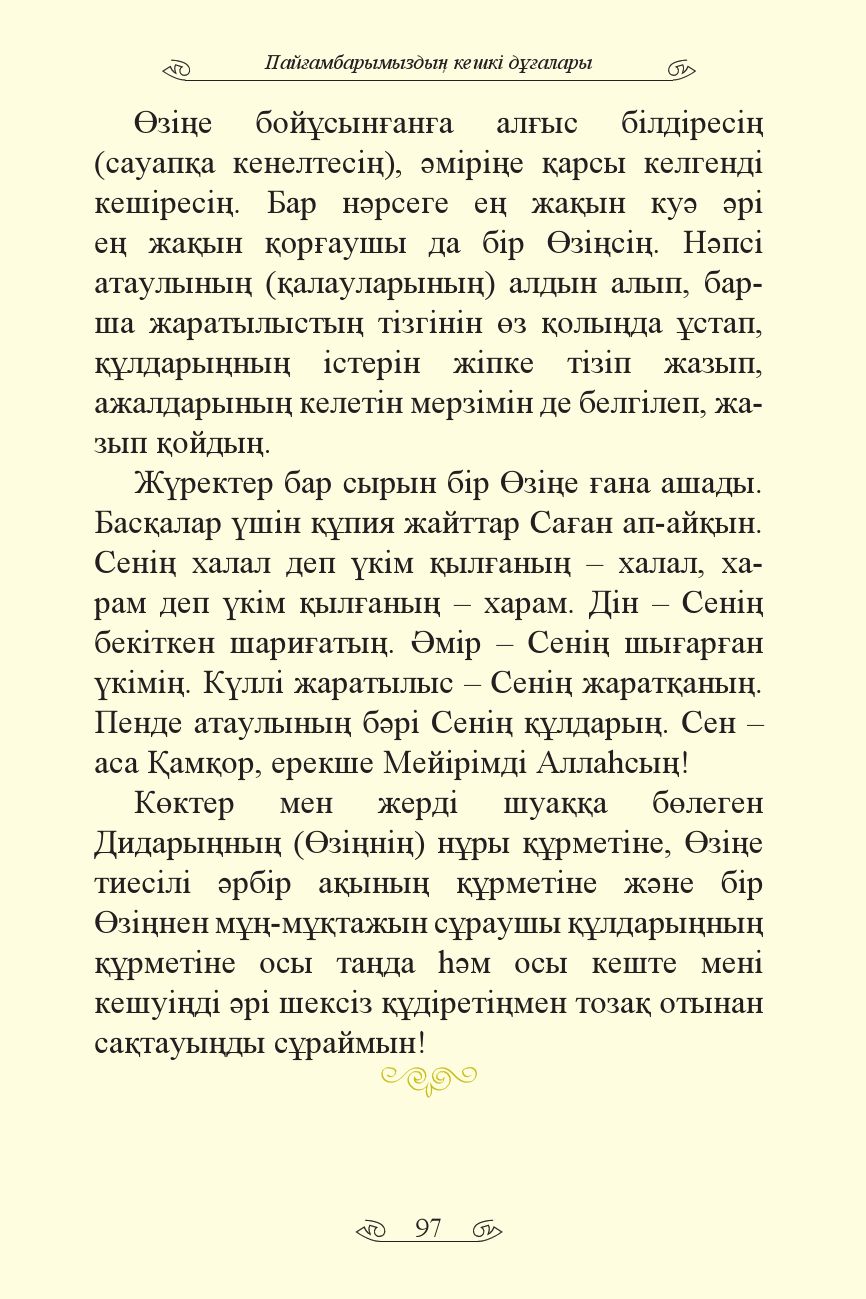 Пайғамбарымыздың кешкі дұғалары
Өзіңе бойұсынғанға алғыс білдіресің
(сауапқа кенелтесің), әміріңе қарсы келгенді
кешіресің. Бар нәрсеге ең жақын куә әрі
ең жақын қорғаушы да бір Өзіңсің. Нәпсі
атаулының (қалауларының) алдын алып, бар-
ша жаратылыстың тізгінін өз қолыңда ұстап,
құлдарыңның істерін жіпке тізіп жазып,
ажалдарының келетін мерзімін де белгілеп, жа-
зып қойдың.
Жүректер бар сырын бір Өзіңе ғана ашады.
Басқалар үшін құпия жайттар Саған ап-айқын.
Сенің халал деп үкім қылғаның – халал, ха-
рам деп үкім қылғаның – харам. Дін – Сенің
бекіткен шариғатың. Әмір – Сенің шығарған
үкімің. Күллі жаратылыс – Сенің жаратқаның.
Пенде атаулының бәрі Сенің құлдарың. Сен –
аса Қамқор, ерекше Мейірімді Аллаһсың!
Көктер мен жерді шуаққа бөлеген
Дидарыңның (Өзіңнің) нұры құрметіне, Өзіңе
тиесілі әрбір ақының құрметіне және бір
Өзіңнен мұң-мұқтажын сұраушы құлдарыңның
құрметіне осы таңда һәм осы кеште мені
кешуіңді әрі шексіз құдіретіңмен тозақ отынан
сақтауыңды сұраймын!
97